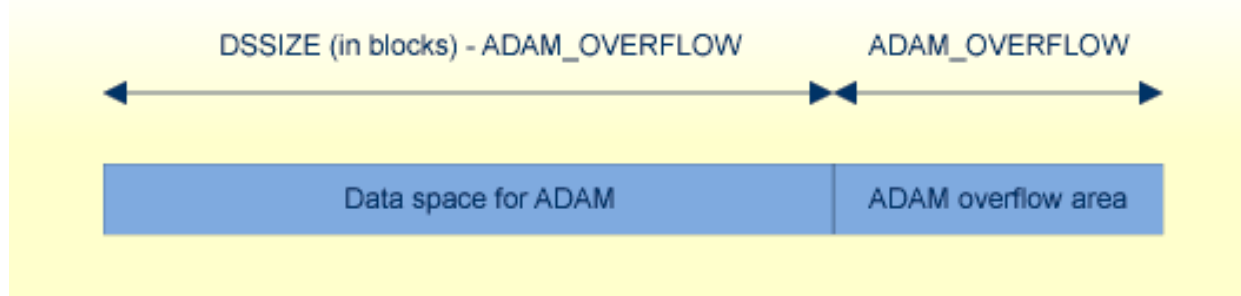 DSSIZE (in blocks) - ADAM_OVERFLOW
ADAM_OVERFLOW
Data space for ADAM
ADAM overflow area